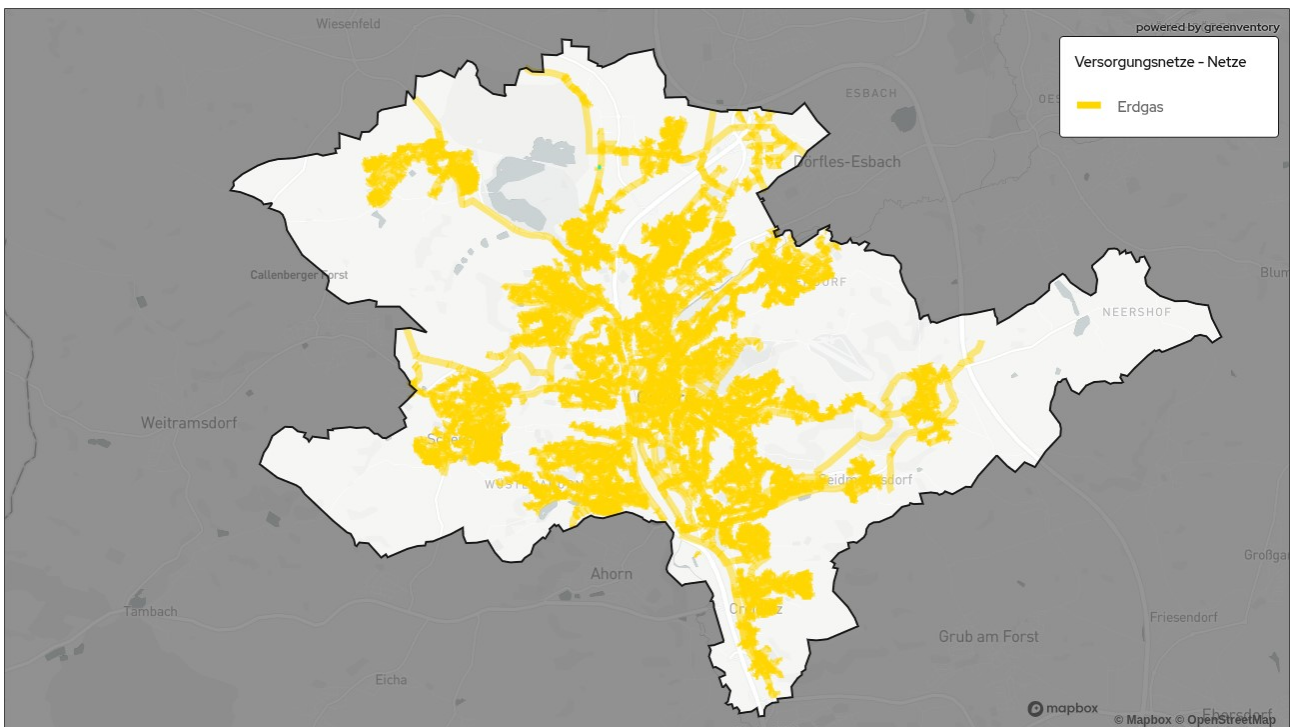 Wiesenfeld
powered by greenventory
Versorgungsnetze - Netze
Erdgas
ESBACH
Dörfles-Esbach
Callenberger Forst
NEERSHOF
Weitramsdorf
Ahorn
Tambach
Friesendorf
Grub am Forst
Eicha
mapbox
Ebersdorf
© Mapbox © OpenStreetMap